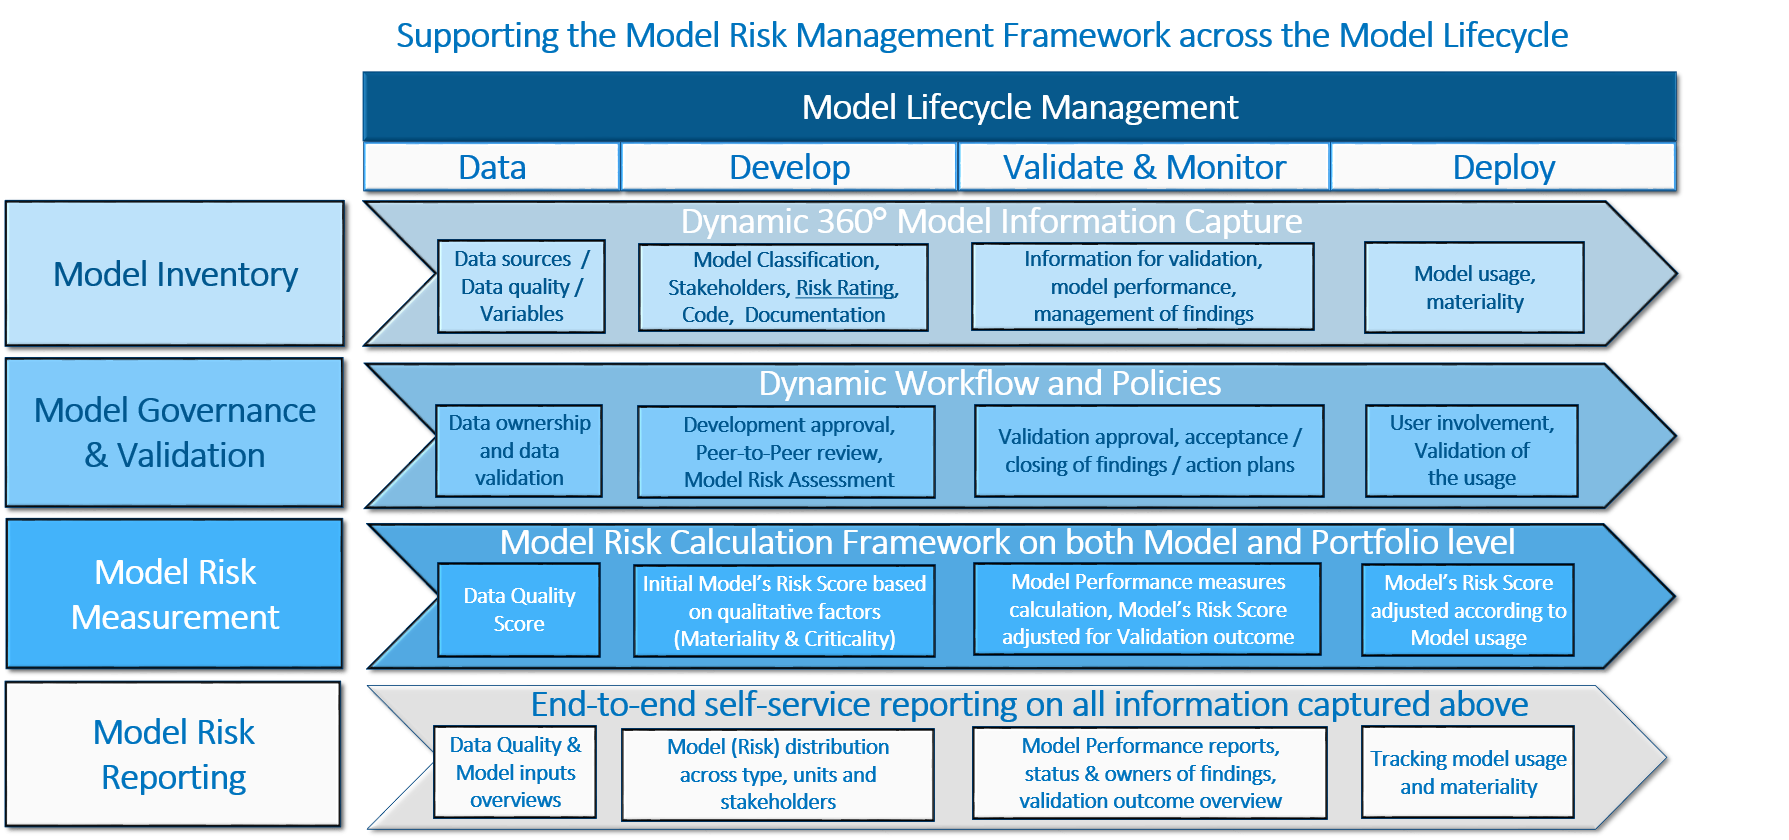 Supporting the Model Risk Management Framework across the Model Lifecycle
Model Lifecycle Management
Data
Develop
Validate & Monitor
Deploy
Model Inventory
Dynamic 360° Model Information Capture
Data sources /
Data quality /
Variables
Model Classification,
Stakeholders, Risk Rating,
Code, Documentation
Information for validation,
model performance,
management of findings
Model usage,
materiality
Model Governance
& Validation
Dynamic Workflow and Policies
Data ownership
and data
validation
Development approval,
Peer-to-Peer review,
Model Risk Assessment
Validation approval, acceptance /
closing of findings / action plans
User involvement,
Validation of
the usage
Model Risk
Measurement
Model Risk Calculation Framework on both Model and Portfolio level
Data Quality
Score
Initial Model's Risk Score based
on qualitative factors
(Materiality & Criticality)
Model Performance measures
calculation, Model's Risk Score
adjusted for Validation outcome
Model's Risk Score
adjusted according to
Model usage
Model Risk
Reporting
End-to-end self-service reporting on all information captured above
Data Quality &
Model inputs
overviews
Model (Risk) distribution
across type, units and
stakeholders
Model Performance reports,
status & owners of findings,
validation outcome overview
Tracking model usage
and materiality